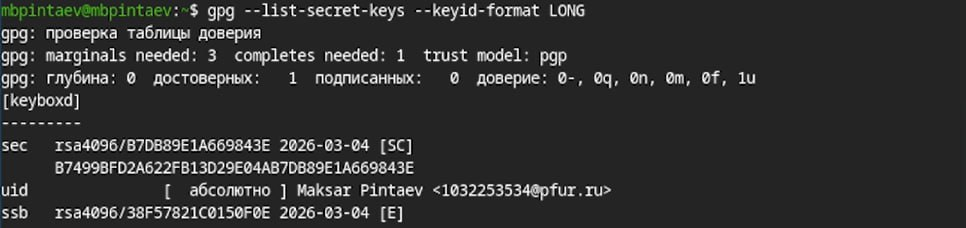 mbpintaev@mbpintaev:~$ gpg --list-secret-keys --keyid-format LONG
gpg: проверка таблицы доверия
gpg: marginals needed: 3  completes needed: 1  trust model: pgp
gpg: глубина: 0  достоверных:   1  подписанных:   0  доверие: 0-, 0q, 0n, 0m, 0f, 1u
[keyboxd]
---------
sec   rsa4096/B7DB89E1A669843E 2026-03-04 [SC]
      B7499BFD2A622FB13D29E04AB7DB89E1A669843E
uid                 [  абсолютно ] Maksar Pintaev <1032253534@pfur.ru>
ssb   rsa4096/38F57821C0150F0E 2026-03-04 [E]